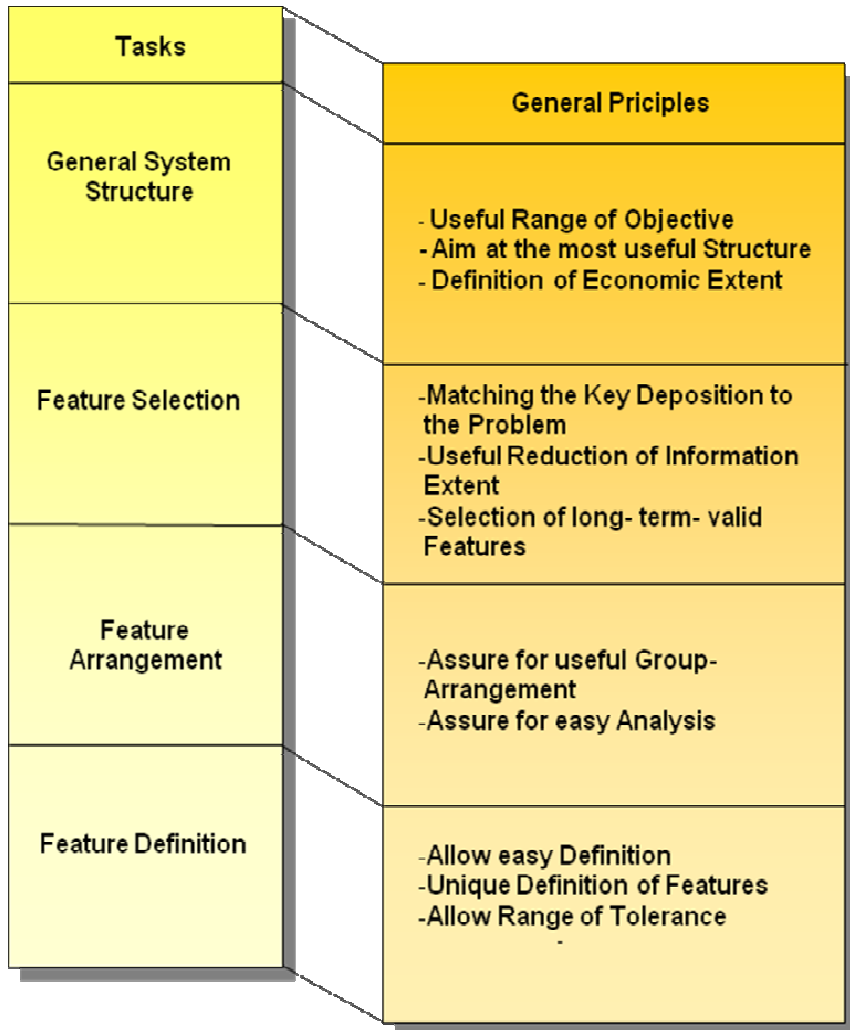 Tasks
General System
Structure
Feature Selection
Feature
Arrangement
Feature Definition
General Priciples
- Useful Range of Objective
- Aim at the most useful Structure
- Definition of Economic Extent
-Matching the Key Deposition to
the Problem
-Useful Reduction of Information
Extent
-Selection of long- term- valid
Features
-Assure for useful Group-
Arrangement
-Assure for easy Analysis
-Allow easy Definition
-Unique Definition of Features
-Allow Range of Tolerance
-